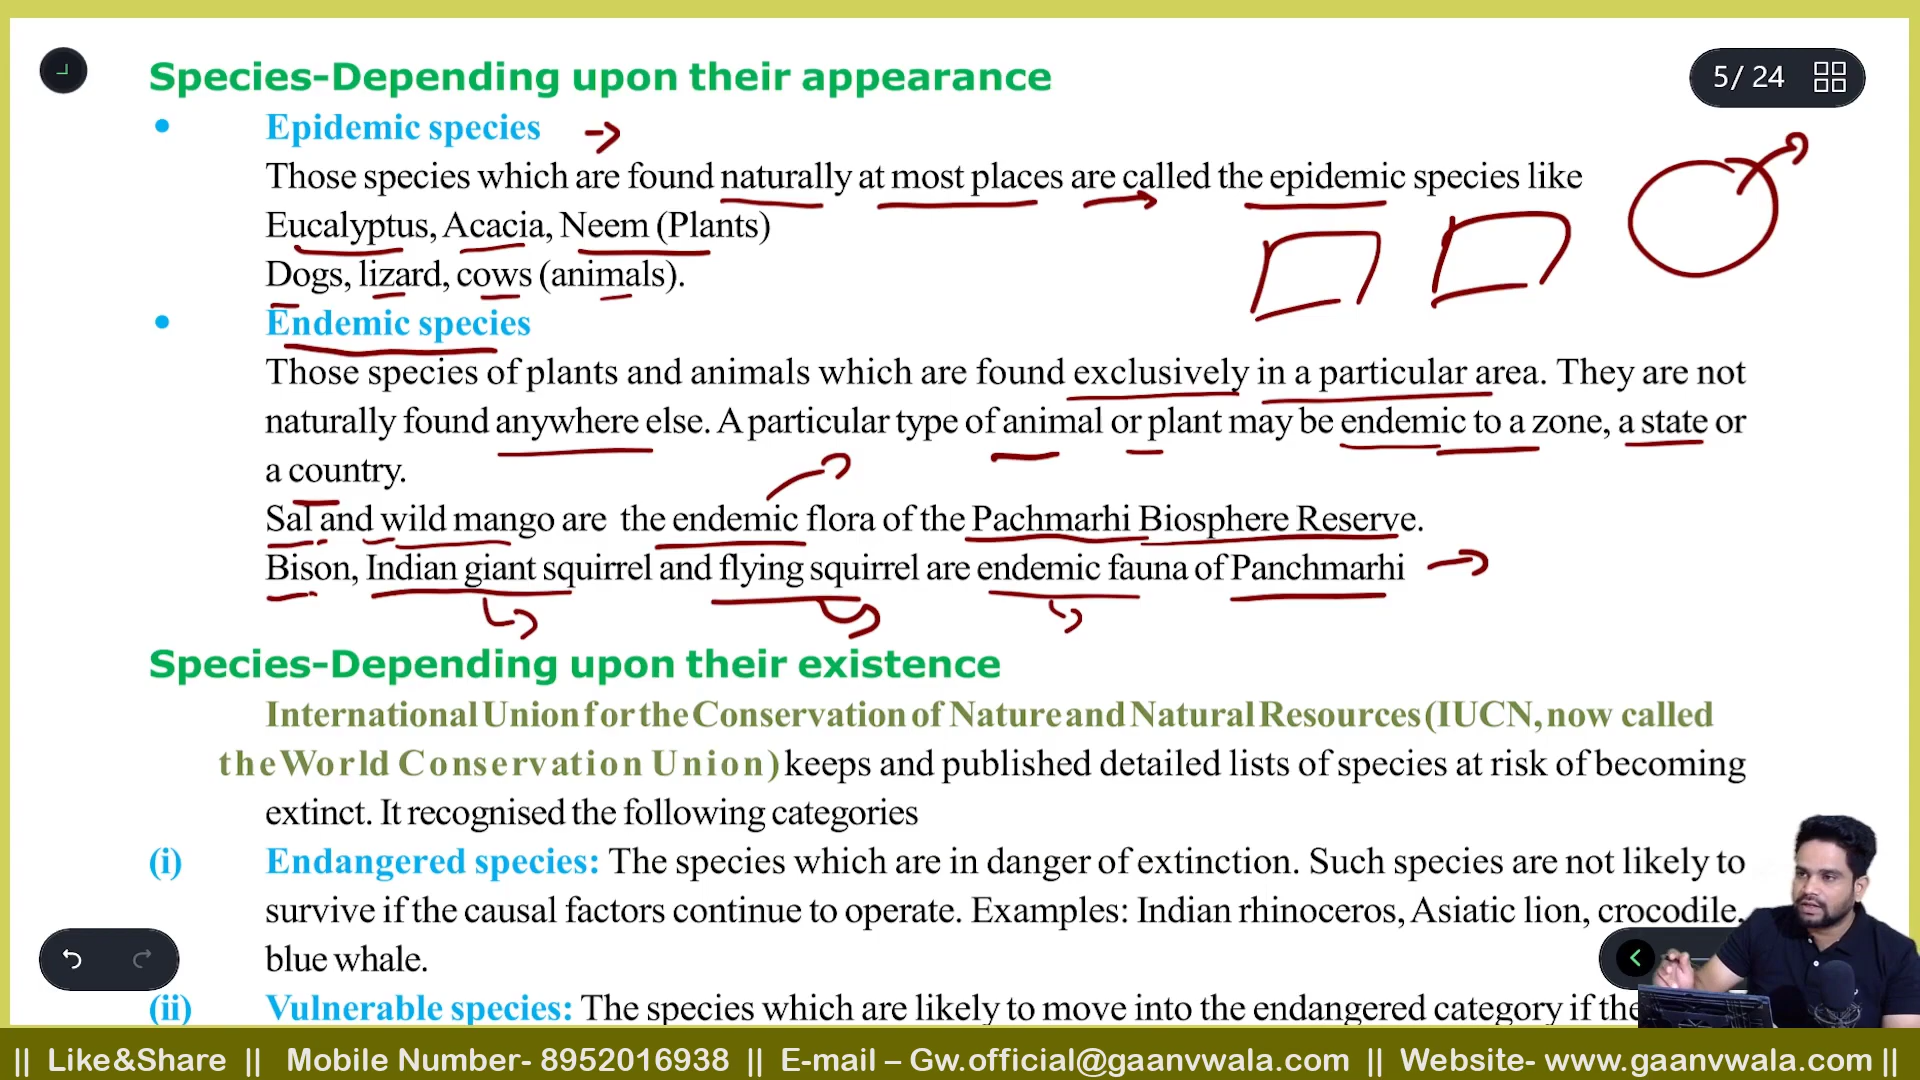 Species-Depending upon their appearance
5/ 24
• Epidemic species
Those species which are found naturally at most places are called the epidemic species like
Eucalyptus, Acacia, Neem (Plants)
Dogs, lizard, cows (animals).
• Endemic species
Those species of plants and animals which are found exclusively in a particular area. They are not
naturally found anywhere else. A particular type of animal or plant may be endemic to a zone, a state or
a country.
Sal and wild mango are the endemic flora of the Pachmarhi Biosphere Reserve.
Bison, Indian giant squirrel and flying squirrel are endemic fauna of Panchmarhi
Species-Depending upon their existence
International Union for the Conservation of Nature and Natural Resources (IUCN, now called
the World Conservation Union) keeps and published detailed lists of species at risk of becoming
extinct. It recognised the following categories
(i) Endangered species: The species which are in danger of extinction. Such species are not likely to
survive if the causal factors continue to operate. Examples: Indian rhinoceros, Asiatic lion, crocodile,
blue whale.
(ii) Vulnerable species: The species which are likely to move into the endangered category if the
|| Like&Share || Mobile Number- 8952016938 || E-mail – Gw.official@gaanvwala.com || Website- www.gaanvwala.com ||